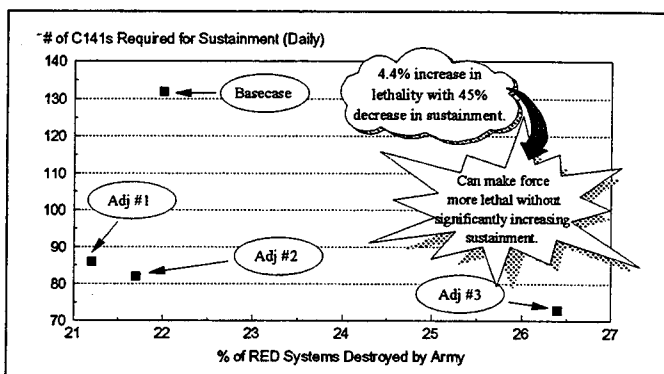 # of C141s Required for Sustainment (Daily)
140
130
120
110
100
90
80
70
Basecase
4.4% increase in
lethality with 45%
decrease in sustainment.
Can make force
more lethal without
significantly increasing
sustainment.
Adj #1
Adj #2
Adj #3
21
22
23
24
25
26
27
% of RED Systems Destroyed by Army